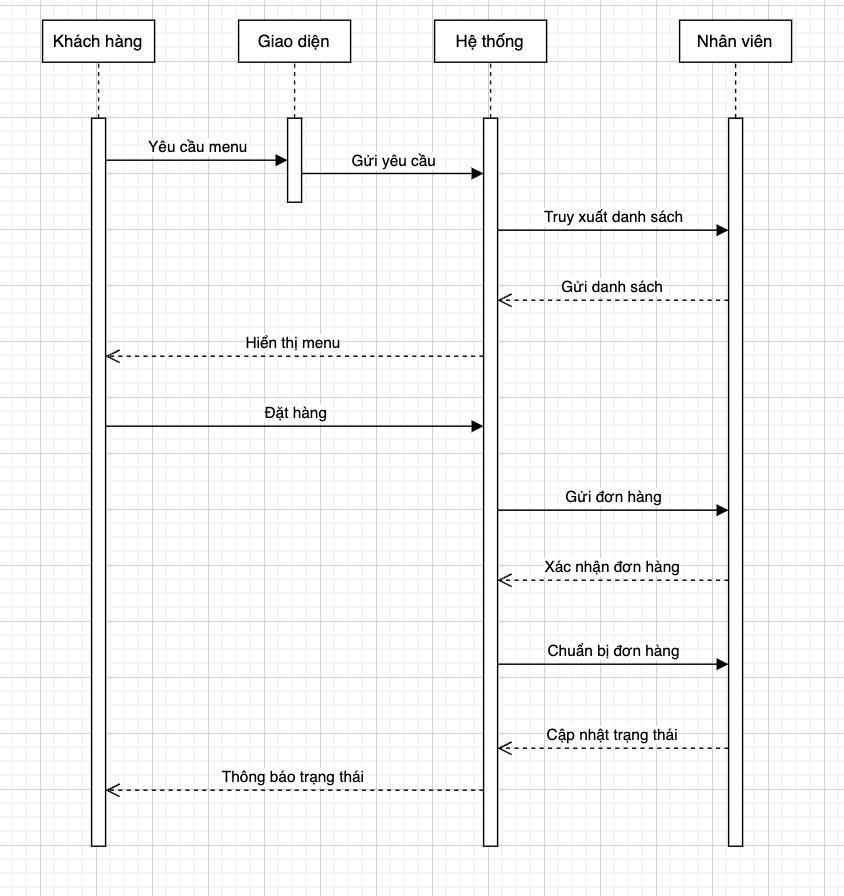 Khách hàng
Giao diện
Hệ thống
Nhân viên
Yêu cầu menu
Gửi yêu cầu
Truy xuất danh sách
Gửi danh sách
Hiển thị menu
Đặt hàng
Gửi đơn hàng
Xác nhận đơn hàng
Chuẩn bị đơn hàng
Cập nhật trạng thái
Thông báo trạng thái